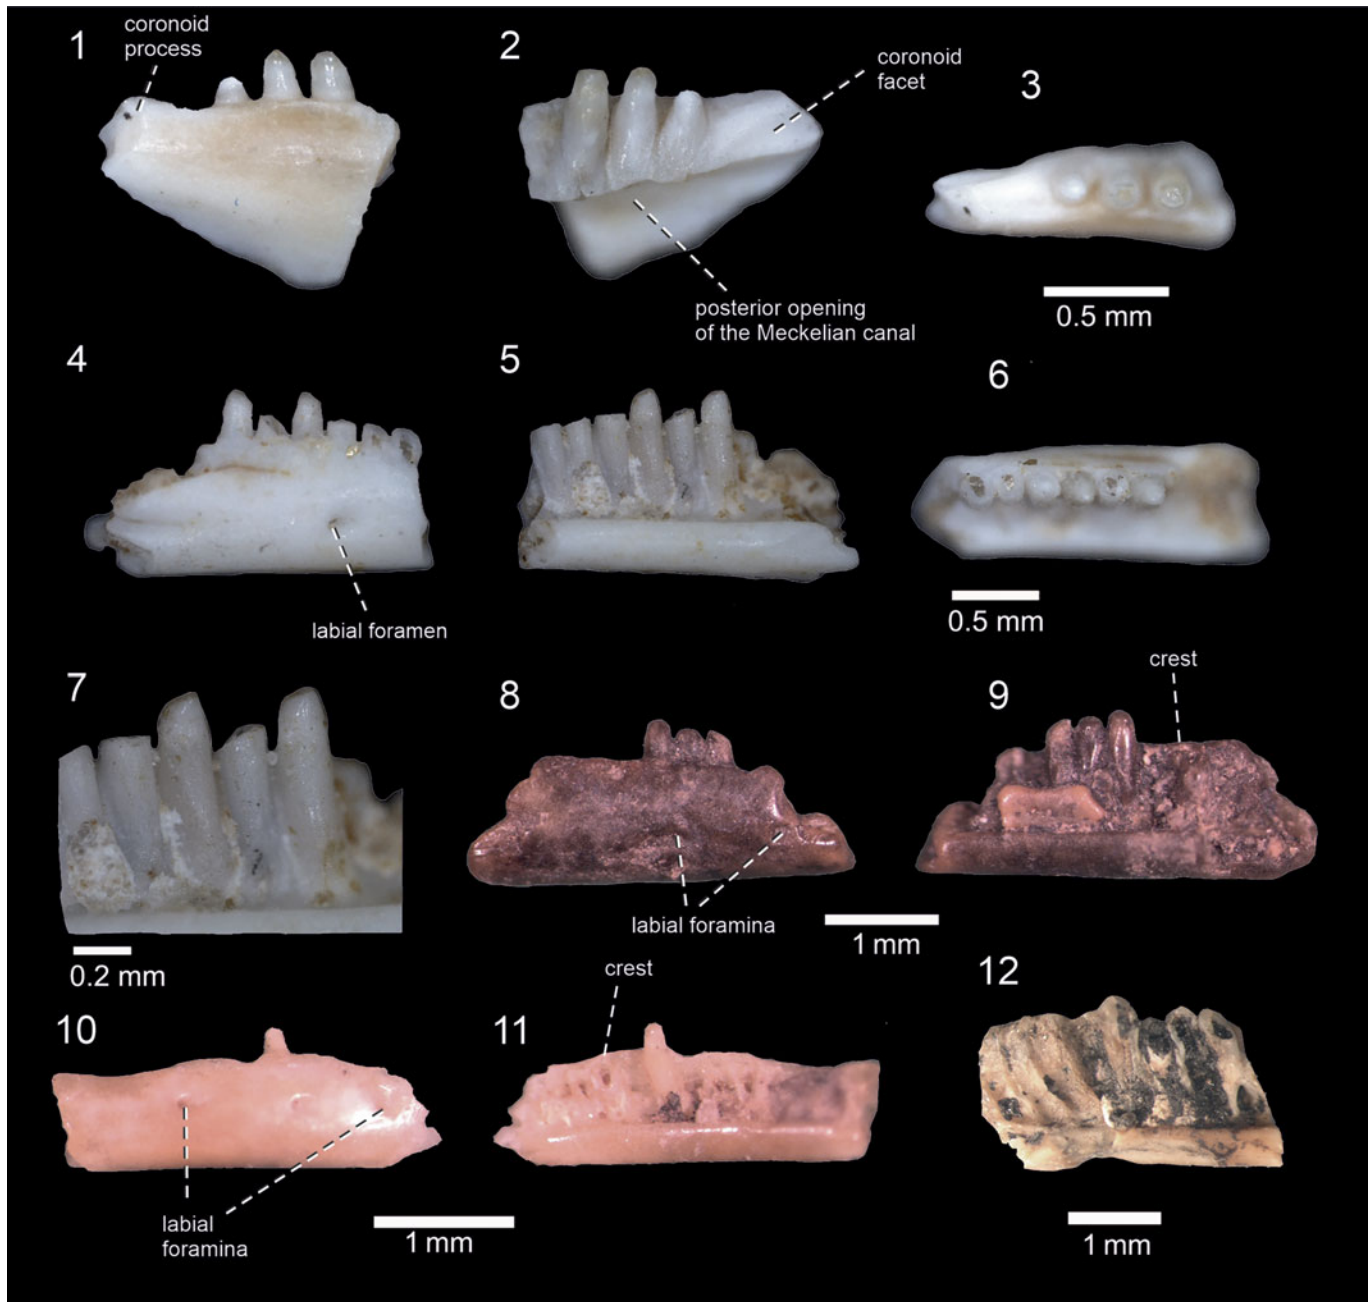 1
coronoid
process
2
coronoid
facet
3
posterior opening
of the Meckelian canal
0.5 mm
4
labial foramen
5
6
0.5 mm
7
0.2 mm
8
labial foramina
1 mm
9
crest
10
labial
foramina
11
crest
1 mm
12
1 mm